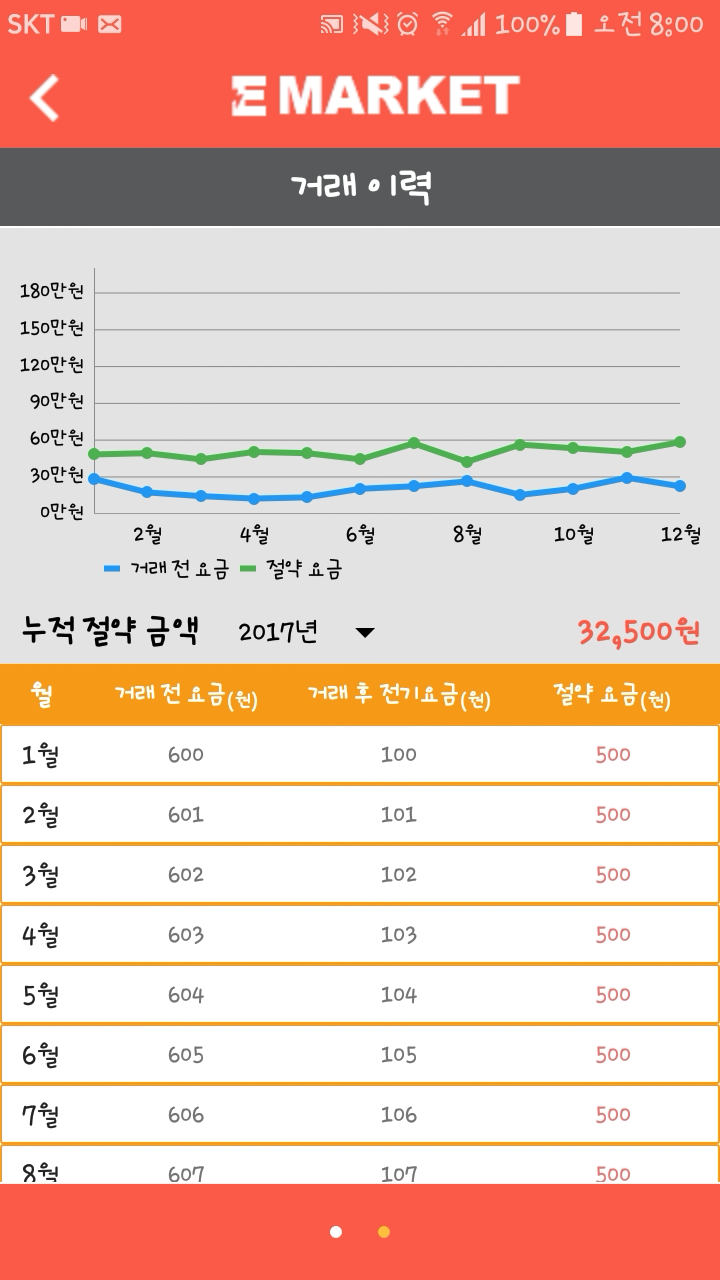 SKT 100% 오전 8:00
E MARKET
거래 이력
180만원
150만원
120만원
90만원
60만원
30만원
0만원
2월 4월 6월 8월 10월 12월
거래 전 요금 절약 요금
누적 절약 금액 2017년 32,500원
월 거래 전 요금(원) 거래 후 전기요금(원) 절약 요금(원)
1월 600 100 500
2월 601 101 500
3월 602 102 500
4월 603 103 500
5월 604 104 500
6월 605 105 500
7월 606 106 500
8월 607 107 500